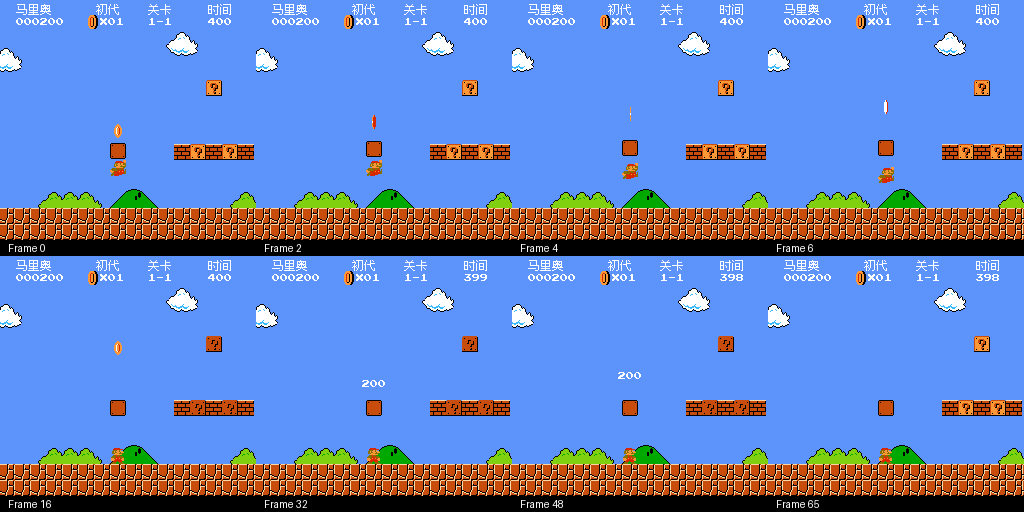 马里奥 初代 关卡 时间
000200 X01 1-1 400
?
? ?
Frame 0
马里奥 初代 关卡 时间
000200 X01 1-1 400
?
? ?
Frame 2
马里奥 初代 关卡 时间
000200 X01 1-1 400
?
? ?
Frame 4
马里奥 初代 关卡 时间
000200 X01 1-1 400
?
? ?
Frame 6
马里奥 初代 关卡 时间
000200 X01 1-1 400
?
? ?
Frame 16
马里奥 初代 关卡 时间
000200 X01 1-1 399
?
200
? ?
Frame 32
马里奥 初代 关卡 时间
000200 X01 1-1 398
?
200
? ?
Frame 48
马里奥 初代 关卡 时间
000200 X01 1-1 398
?
? ?
Frame 65